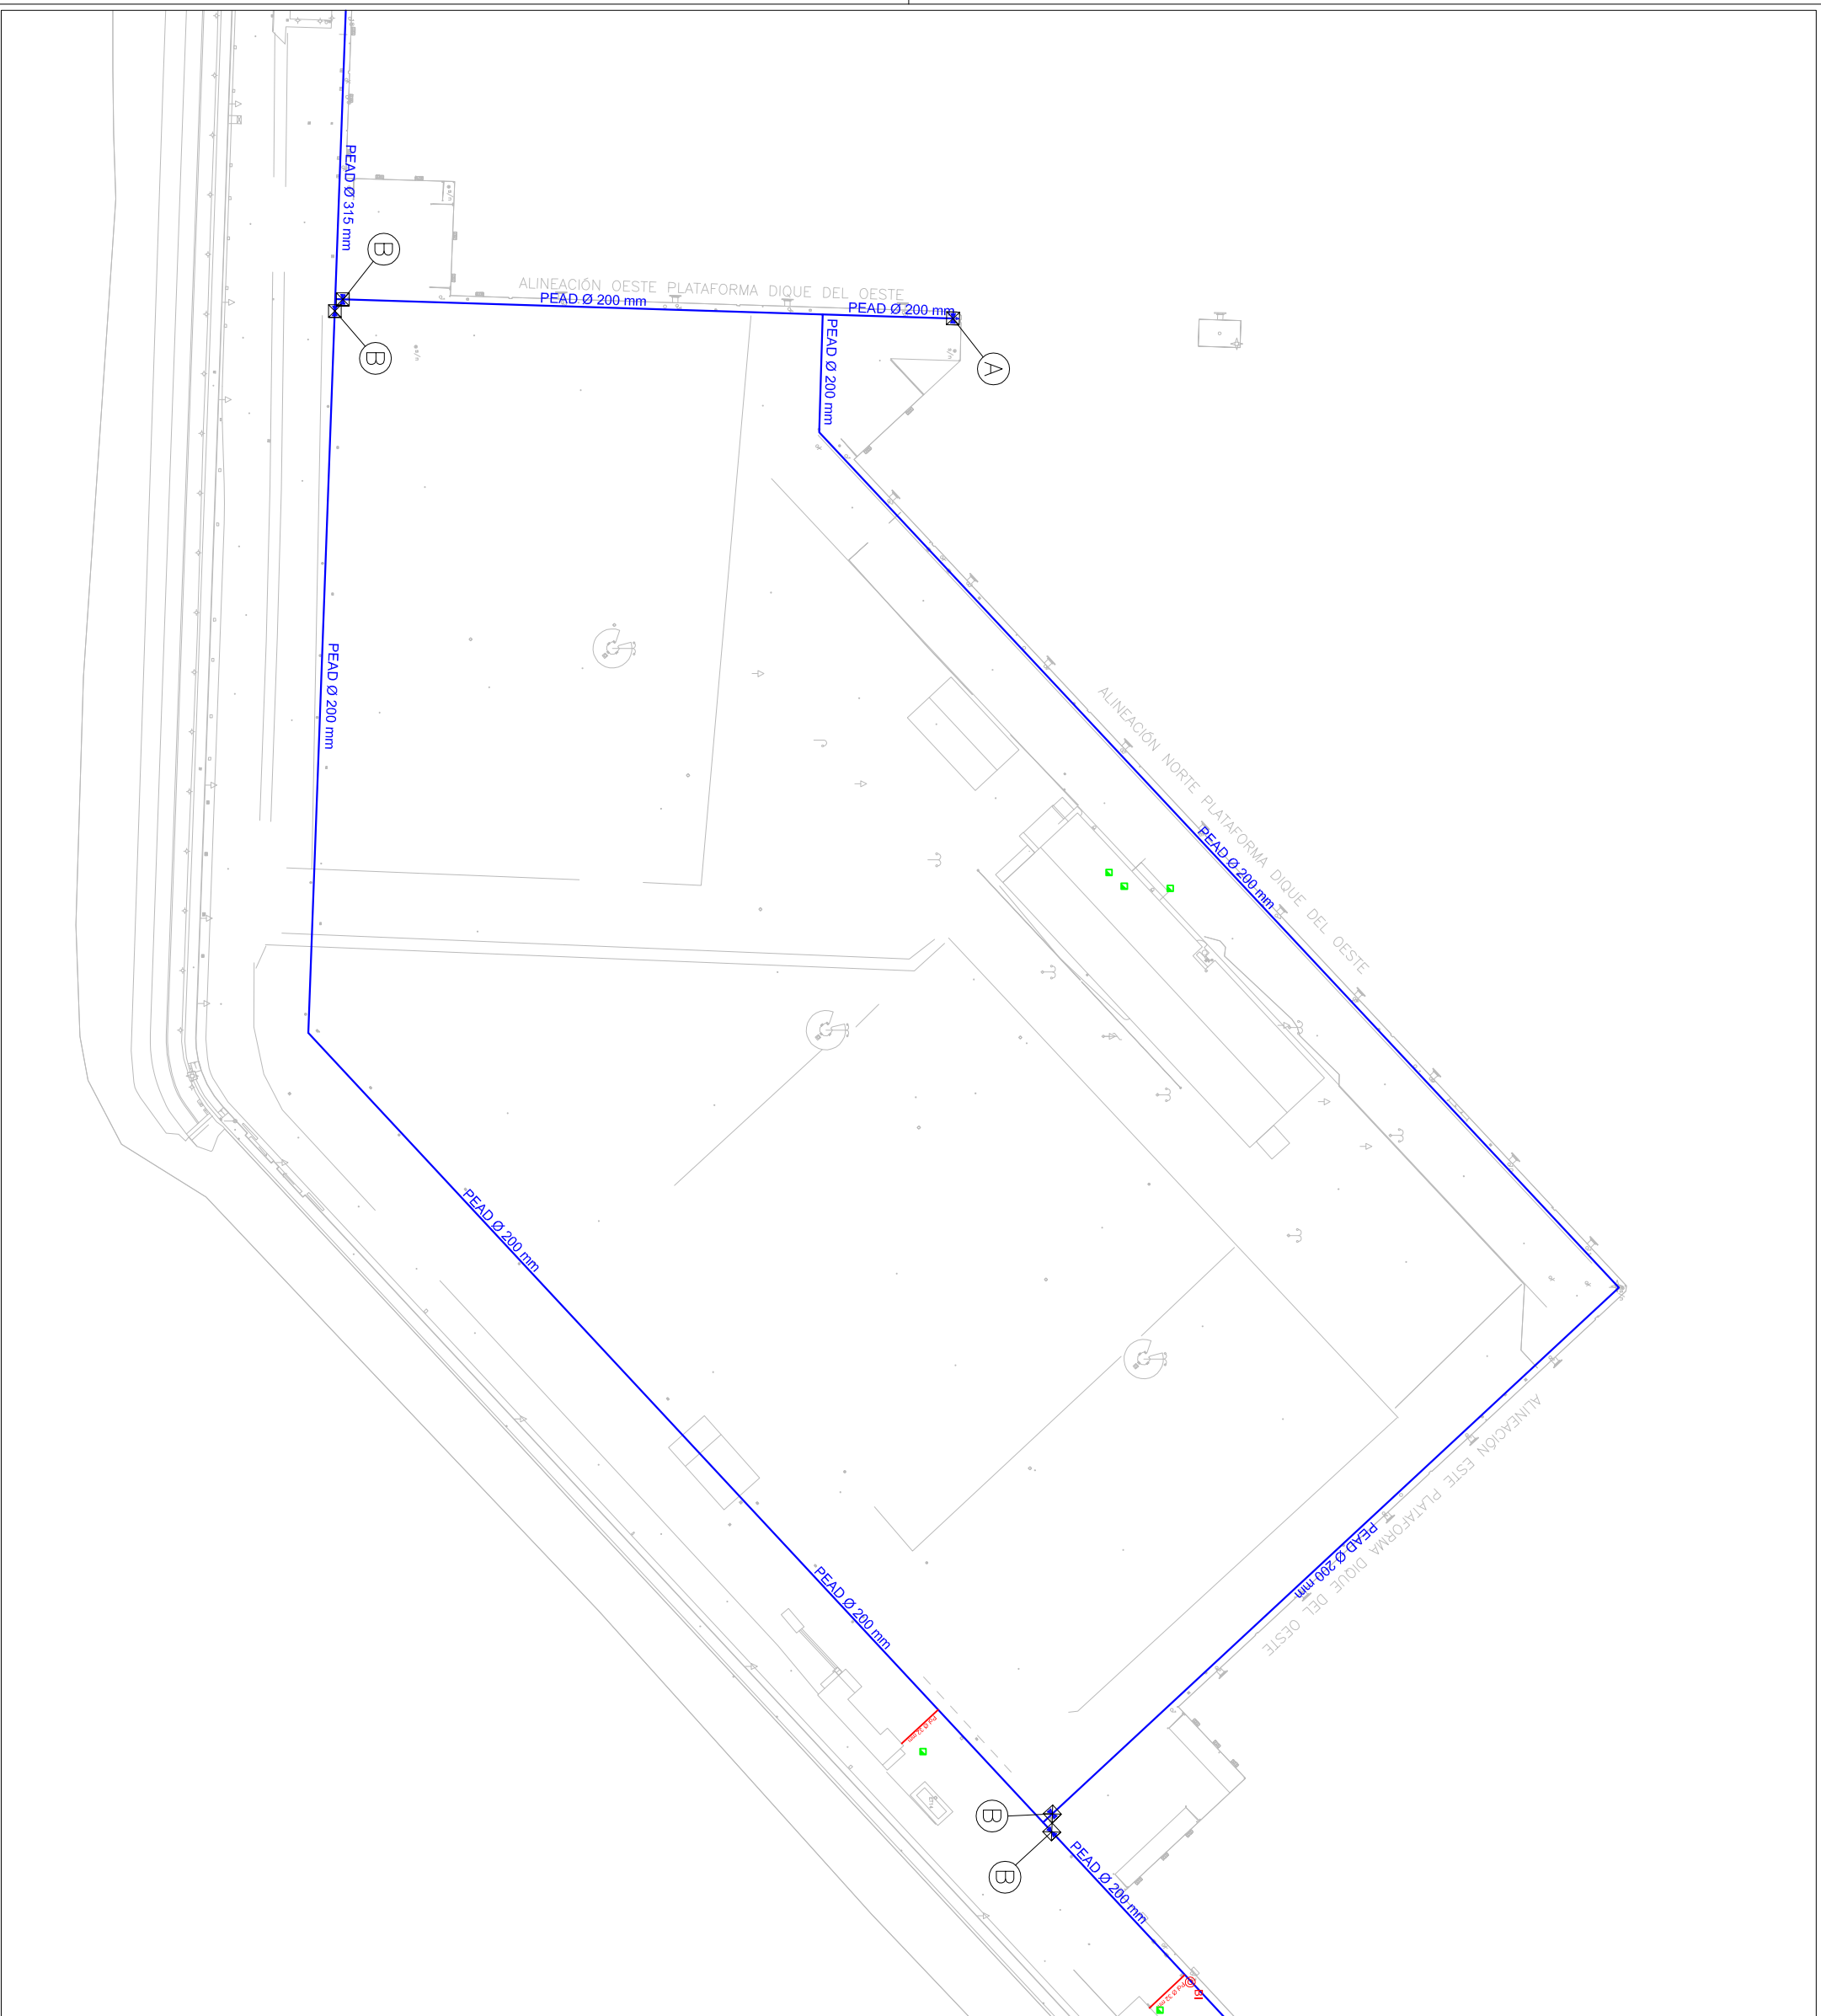 PEAD Ø 315 mm
B
ALINEACIÓN OESTE PLATAFORMA DIQUE DEL OESTE
PEAD Ø 200 mm
PEAD Ø 200 mm
B
A
PEAD Ø 200 mm
PEAD Ø 200 mm
ALINEACIÓN NORTE PLATAFORMA DIQUE DEL OESTE
PEAD Ø 200 mm
PEAD Ø 200 mm
ALINEACIÓN ESTE PLATAFORMA DIQUE DEL OESTE
PEAD Ø 200 mm
PEAD Ø 200 mm
B
B
PEAD Ø 200 mm
BI